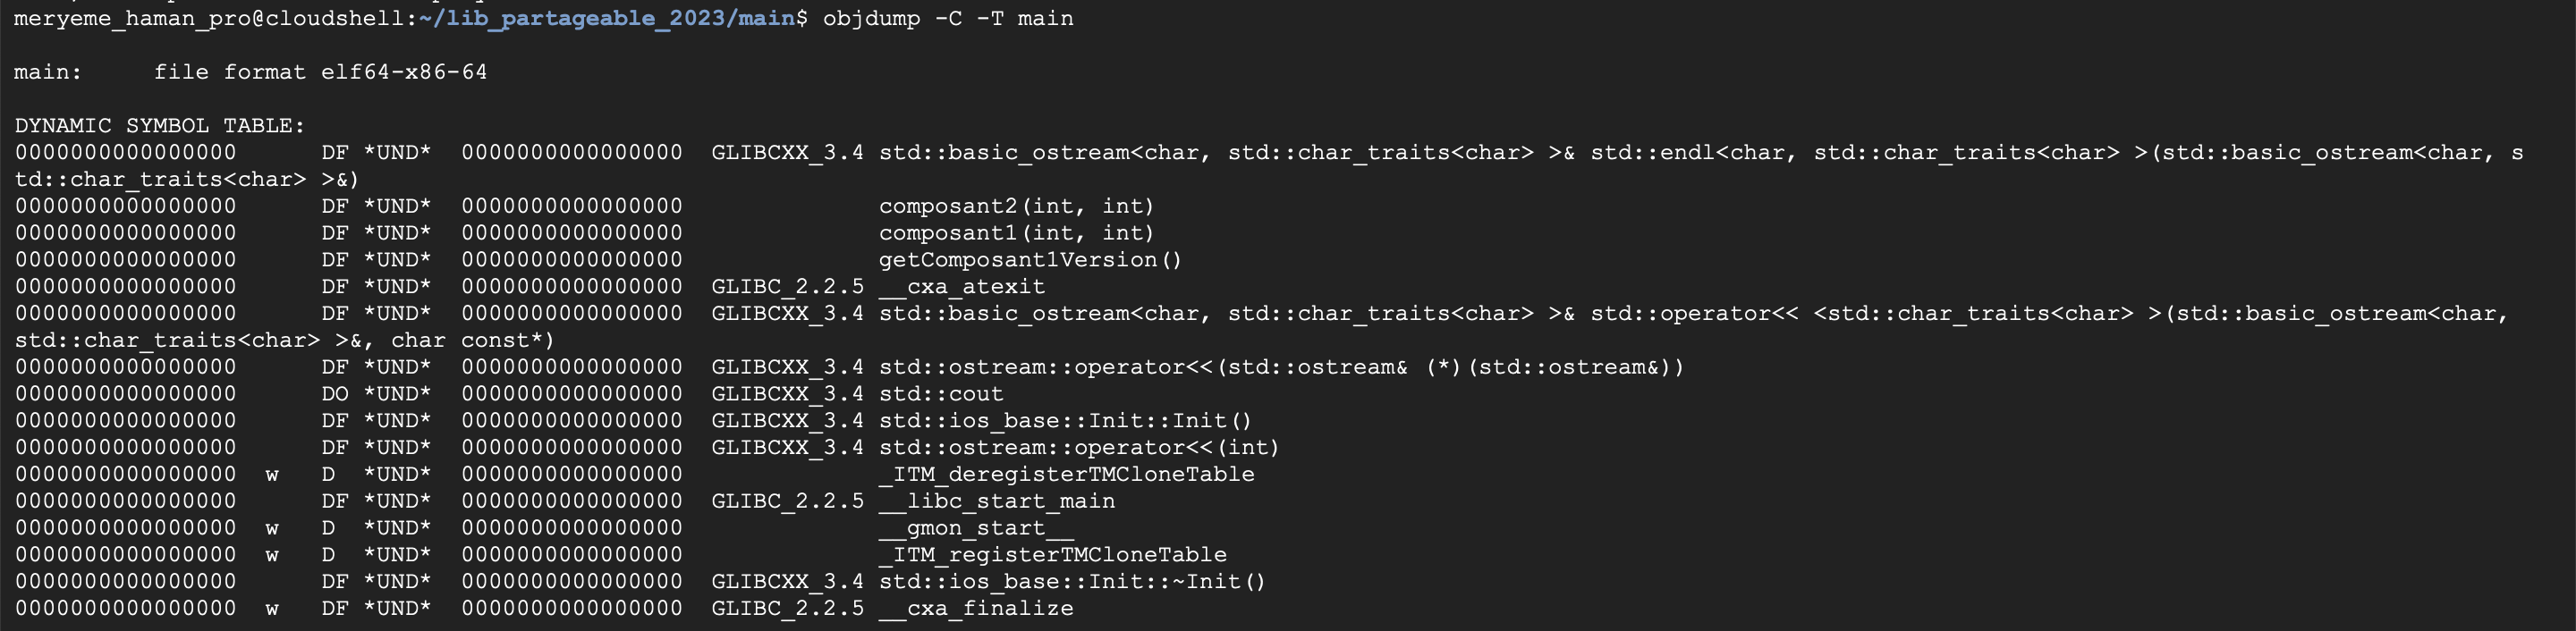 meryeme_haman_pro@cloudshell:~/lib_partageable_2023/main$ objdump -C -T main
main:     file format elf64-x86-64
DYNAMIC SYMBOL TABLE:
0000000000000000      DF *UND*  0000000000000000  GLIBCXX_3.4 std::basic_ostream<char, std::char_traits<char> >& std::endl<char, std::char_traits<char> >(std::basic_ostream<char, s
td::char_traits<char> >&)
0000000000000000      DF *UND*  0000000000000000              composant2(int, int)
0000000000000000      DF *UND*  0000000000000000              composant1(int, int)
0000000000000000      DF *UND*  0000000000000000              getComposant1Version()
0000000000000000      DF *UND*  0000000000000000  GLIBC_2.2.5 __cxa_atexit
0000000000000000      DF *UND*  0000000000000000  GLIBCXX_3.4 std::basic_ostream<char, std::char_traits<char> >& std::operator<< <std::char_traits<char> >(std::basic_ostream<char,
std::char_traits<char> >&, char const*)
0000000000000000      DF *UND*  0000000000000000  GLIBCXX_3.4 std::ostream::operator<<(std::ostream& (*)(std::ostream&))
0000000000000000      DO *UND*  0000000000000000  GLIBCXX_3.4 std::cout
0000000000000000      DF *UND*  0000000000000000  GLIBCXX_3.4 std::ios_base::Init::Init()
0000000000000000      DF *UND*  0000000000000000  GLIBCXX_3.4 std::ostream::operator<<(int)
0000000000000000  w   D  *UND*  0000000000000000              _ITM_deregisterTMCloneTable
0000000000000000      DF *UND*  0000000000000000  GLIBC_2.2.5 __libc_start_main
0000000000000000  w   D  *UND*  0000000000000000              __gmon_start__
0000000000000000  w   D  *UND*  0000000000000000              _ITM_registerTMCloneTable
0000000000000000      DF *UND*  0000000000000000  GLIBCXX_3.4 std::ios_base::Init::~Init()
0000000000000000  w   DF *UND*  0000000000000000  GLIBC_2.2.5 __cxa_finalize